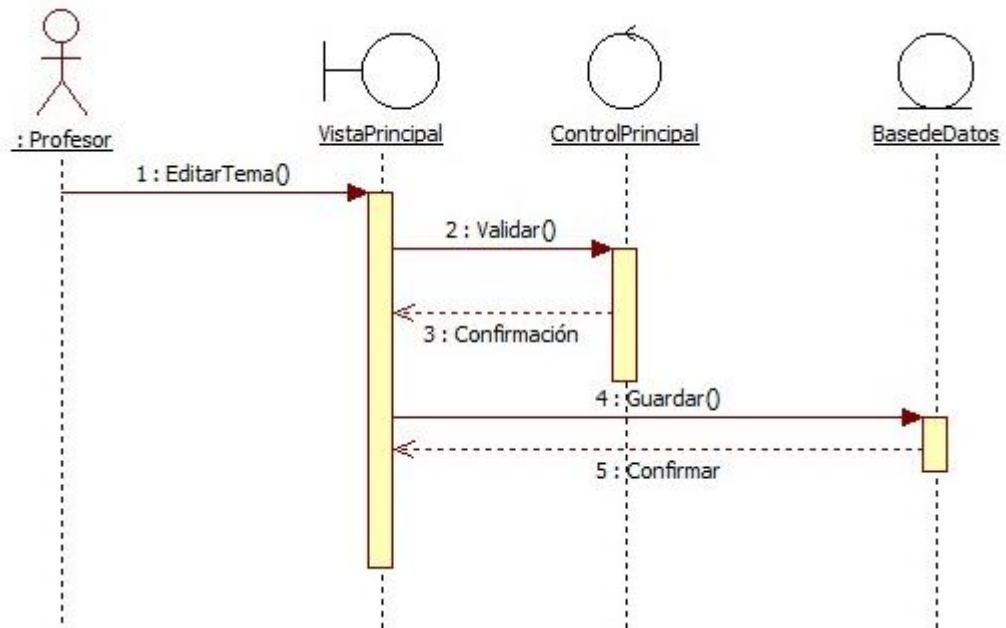 : Profesor
VistaPrincipal
ControlPrincipal
BasedeDatos
1 : EditarTema()
2 : Validar()
3 : Confirmación
4 : Guardar()
5 : Confirmar